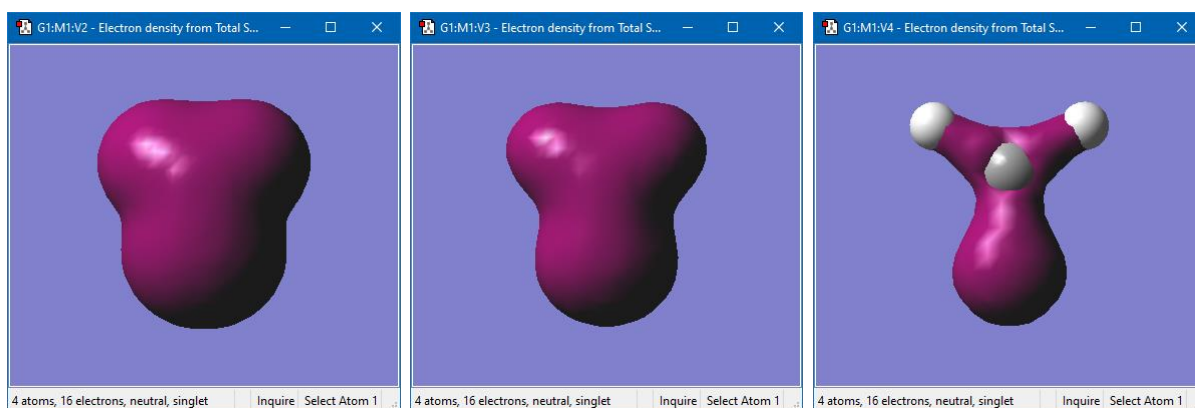 G1:M1:V2 - Electron density from Total S...
G1:M1:V3 - Electron density from Total S...
G1:M1:V4 - Electron density from Total S...
4 atoms, 16 electrons, neutral, singlet Inquire Select Atom 1
4 atoms, 16 electrons, neutral, singlet Inquire Select Atom 1
4 atoms, 16 electrons, neutral, singlet Inquire Select Atom 1